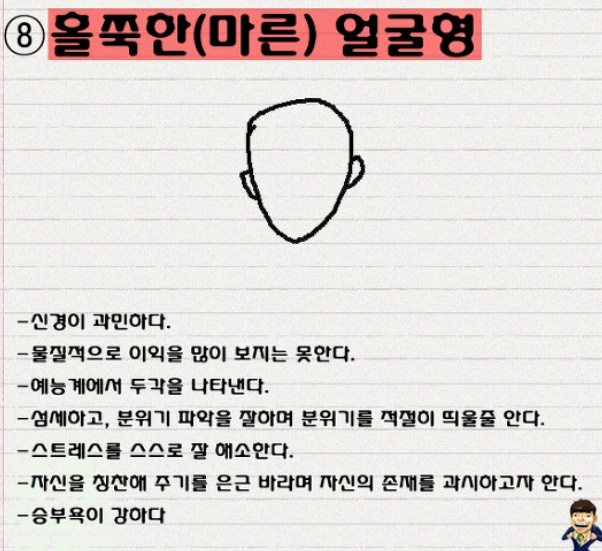 ⑧홀쭉한(마른) 얼굴형
-신경이 과민하다.
-물질적으로 이익을 많이 보지는 못한다.
-예능계에서 두각을 나타낸다.
-섬세하고, 분위기 파악을 잘하며 분위기를 적절히 띄울줄 안다.
-스트레스를 스스로 잘 해소한다.
-자신을 칭찬해 주기를 은근 바라며 자신의 존재를 과시하고자 한다.
-승부욕이 강하다